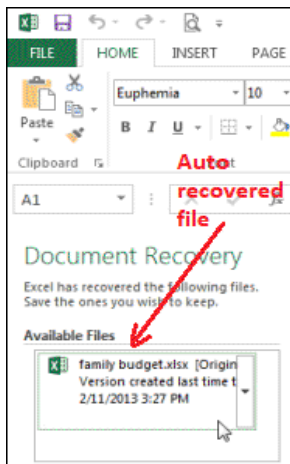 FILE HOME INSERT PAGE
Euphemia 10
Paste
B I U
Clipboard
Auto
recovered
file
A1
Document Recovery
Excel has recovered the following files.
Save the ones you wish to keep.
Available Files
family budget.xlsx [Origin
Version created last time t
2/11/2013 3:27 PM